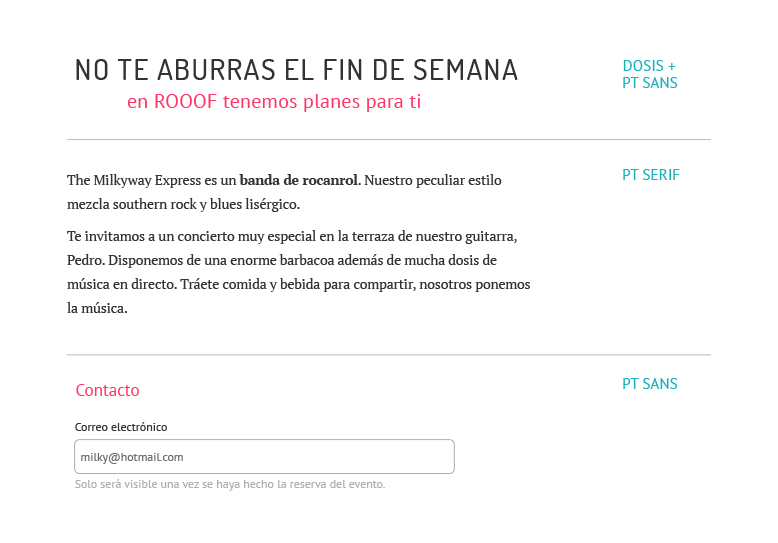 NO TE ABURRAS EL FIN DE SEMANA
en ROOOF tenemos planes para ti
DOSIS +
PT SANS
The Milkyway Express es un banda de rocanrol. Nuestro peculiar estilo
mezcla southern rock y blues lisérgico.
PT SERIF
Te invitamos a un concierto muy especial en la terraza de nuestro guitarra,
Pedro. Disponemos de una enorme barbacoa además de mucha dosis de
música en directo. Tráete comida y bebida para compartir, nosotros ponemos
la música.
Contacto
PT SANS
Correo electrónico
milky@hotmail.com
Solo será visible una vez se haya hecho la reserva del evento.